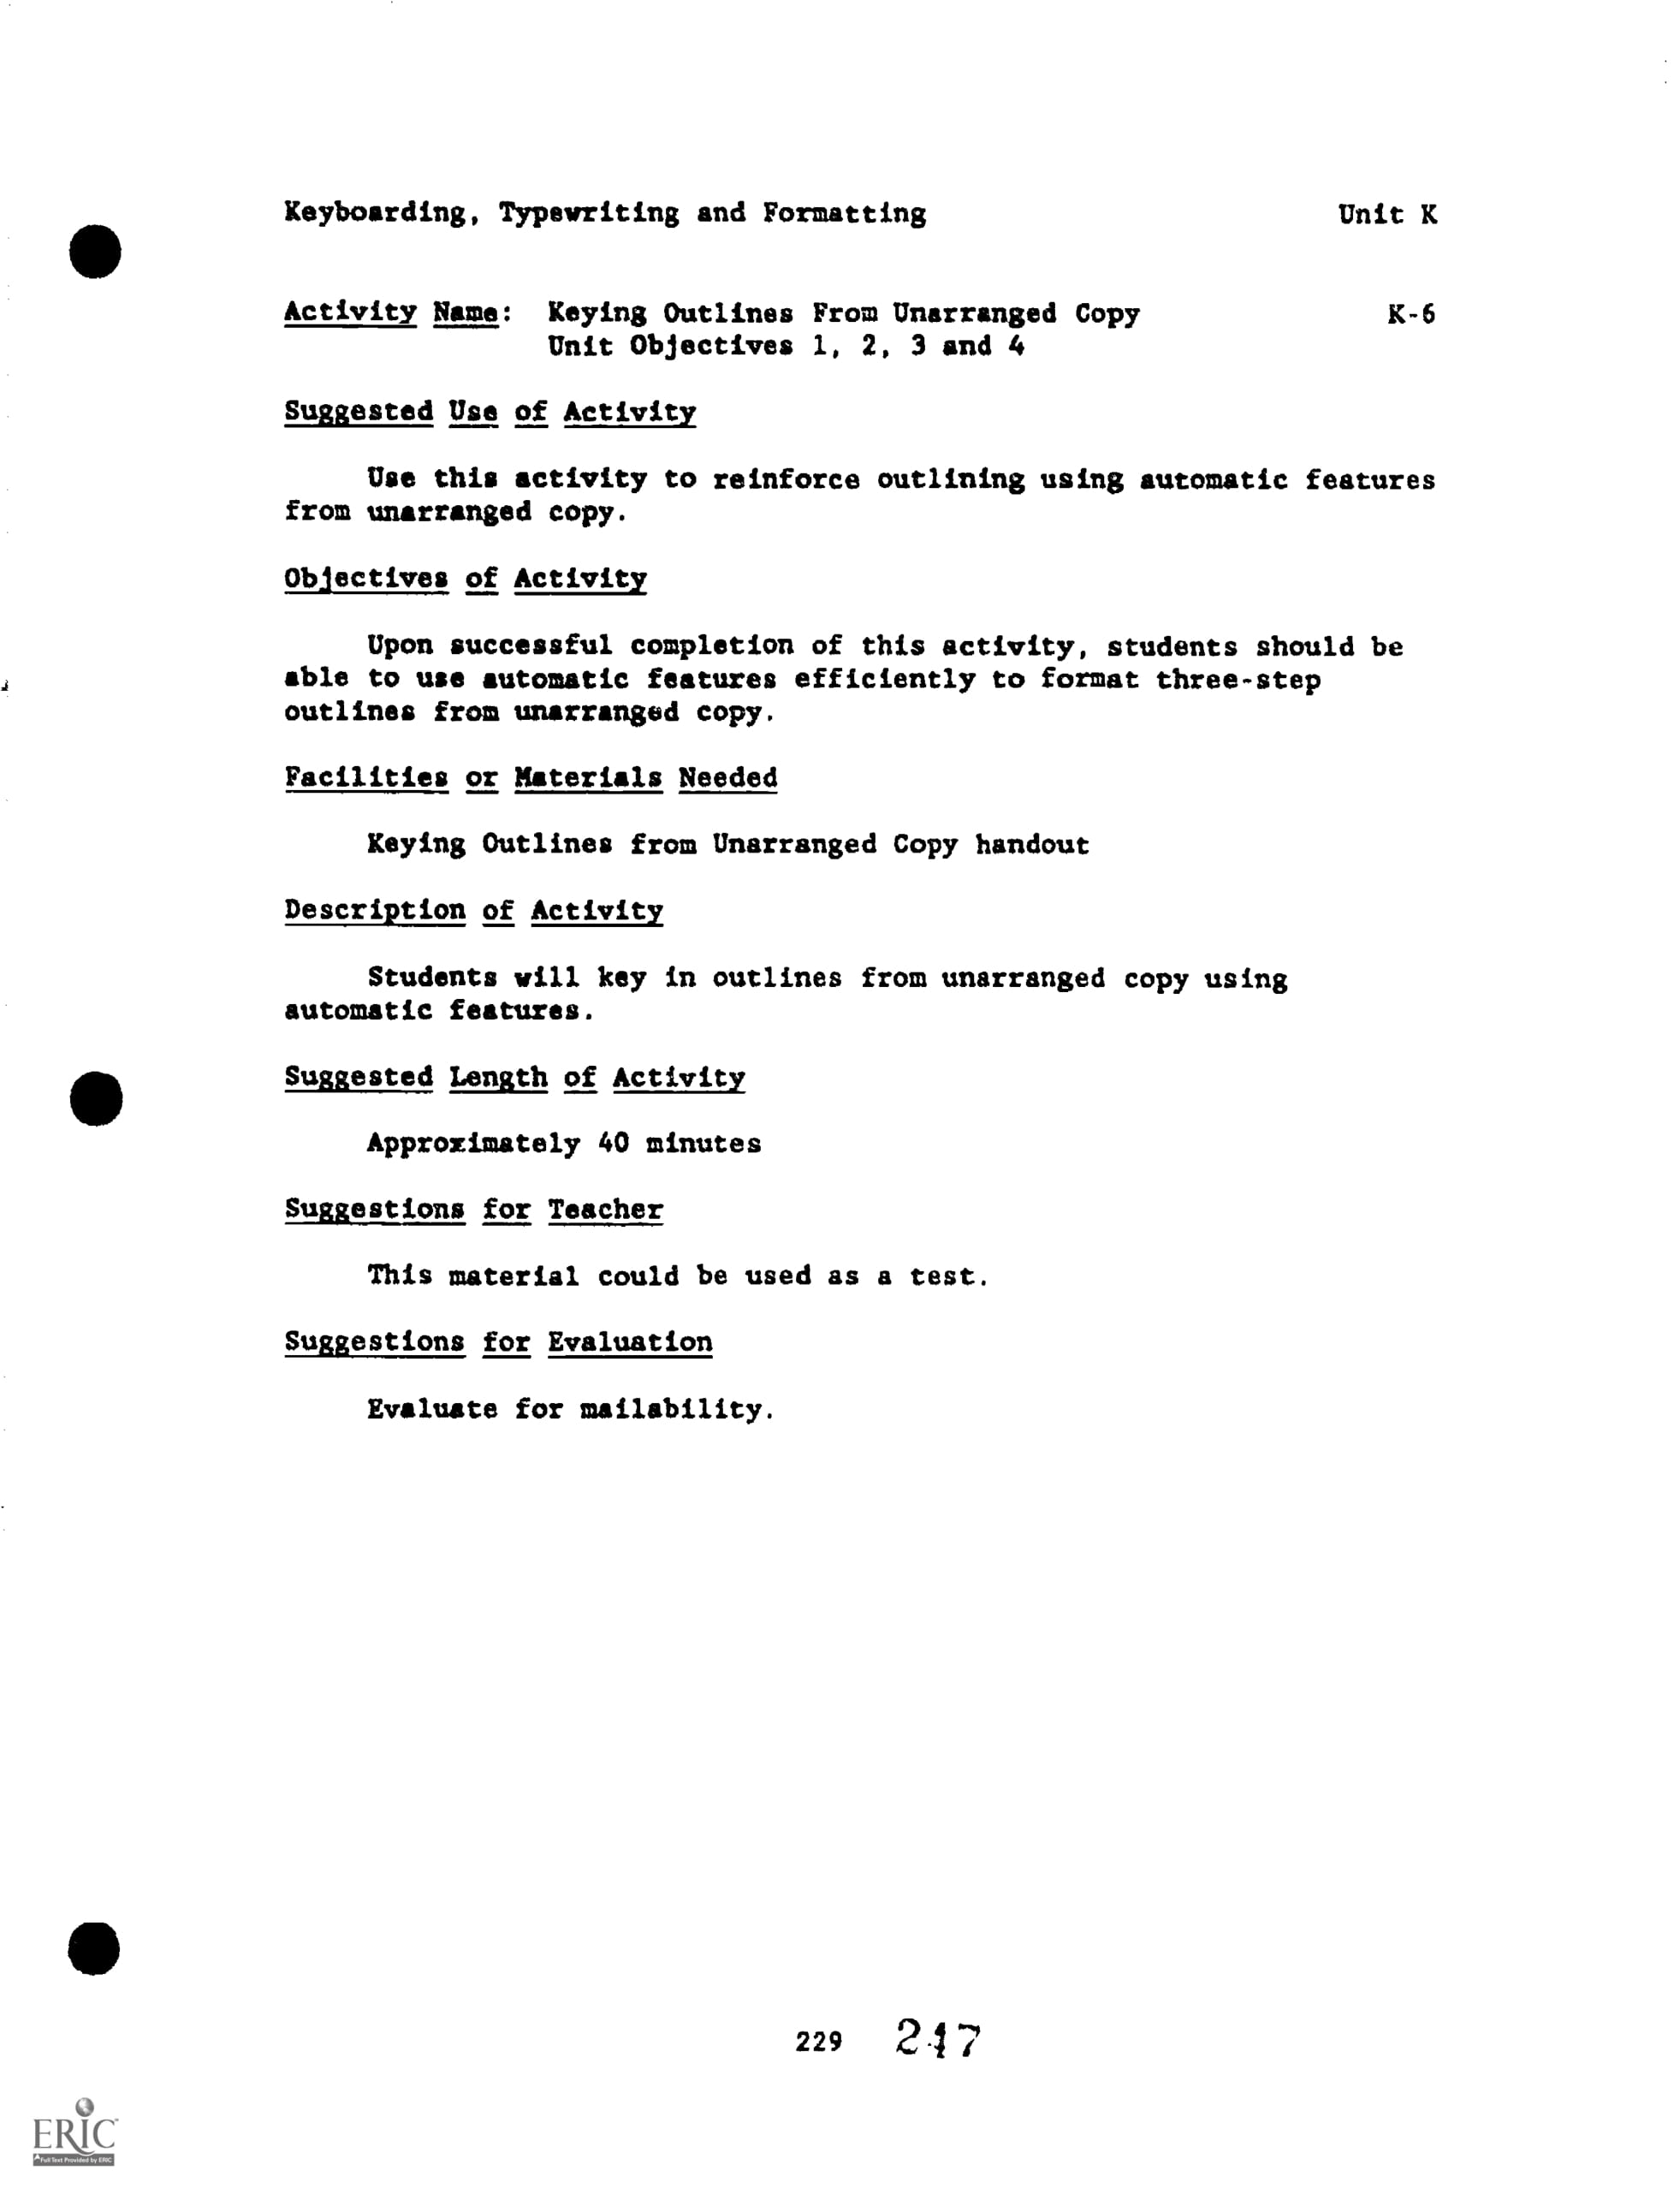 Keyboarding, Typewriting and Formatting Unit K
Activity Name: Keying Outlines From Unarranged Copy K-6
Unit Objectives 1, 2, 3 and 4
Suggested Use of Activity
Use this activity to reinforce outlining using automatic features
from unarranged copy.
Objectives of Activity
Upon successful completion of this activity, students should be
able to use automatic features efficiently to format three-step
outlines from unarranged copy.
Facilities or Materials Needed
Keying Outlines from Unarranged Copy handout
Description of Activity
Students will key in outlines from unarranged copy using
automatic features.
Suggested Length of Activity
Approximately 40 minutes
Suggestions for Teacher
This material could be used as a test.
Suggestions for Evaluation
Evaluate for mailability.
229 247
ERIC
Full Text Provided by ERIC